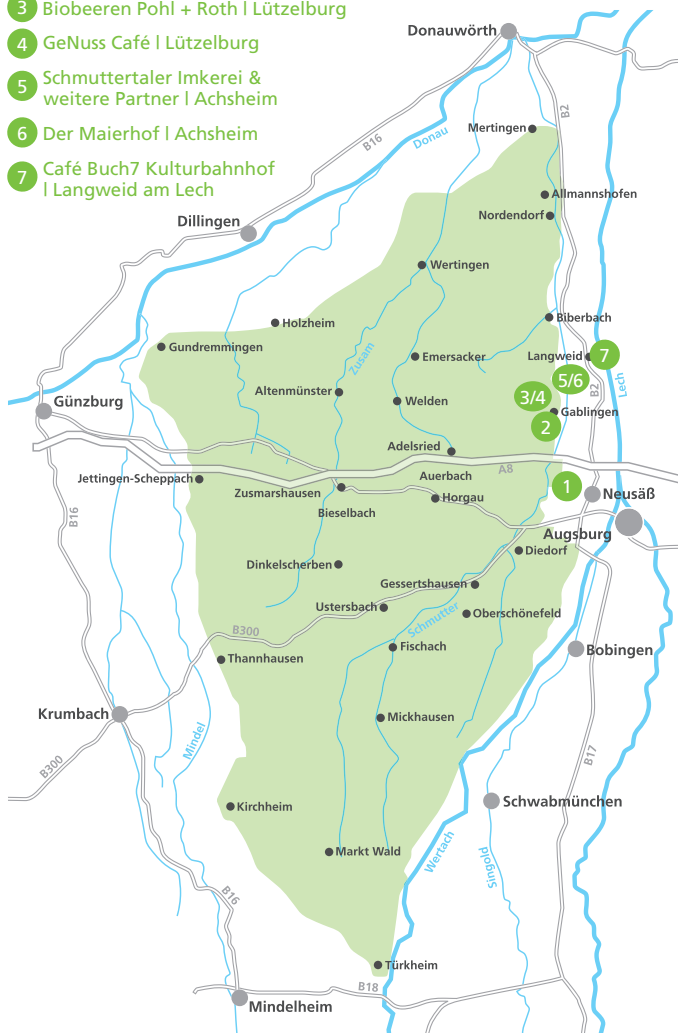 3 Biobeeren Pohl + Roth | Lützelburg
4 GeNuss Café | Lützelburg
5 Schmuttertaler Imkerei &
weitere Partner | Achsheim
6 Der Maierhof | Achsheim
7 Café Buch7 Kulturbahnhof
| Langweid am Lech
Donauwörth
B2
Mertingen
B16
Donau
Allmannshofen
Nordendorf
Dillingen
Wertingen
Biberbach
Holzheim
Gundremmingen
Zusam
Emersacker
Langweid
7
5/6
Lech
B2
Altenmünster
Welden
3/4
Günzburg
Gablingen
2
Adelsried
A8
Auerbach
Jettingen-Scheppach
Zusmarshausen
Horgau
1
Neusäß
B16
Bieselbach
Augsburg
Diedorf
Dinkelscherben
Gessertshausen
Ustersbach
Schmutter
Oberschönefeld
B300
Fischach
Bobingen
Thannhausen
Krumbach
Mickhausen
Mindel
B300
B17
Kirchheim
Schwabmünchen
Markt Wald
Wertach
Singold
B16
Türkheim
B18
Mindelheim